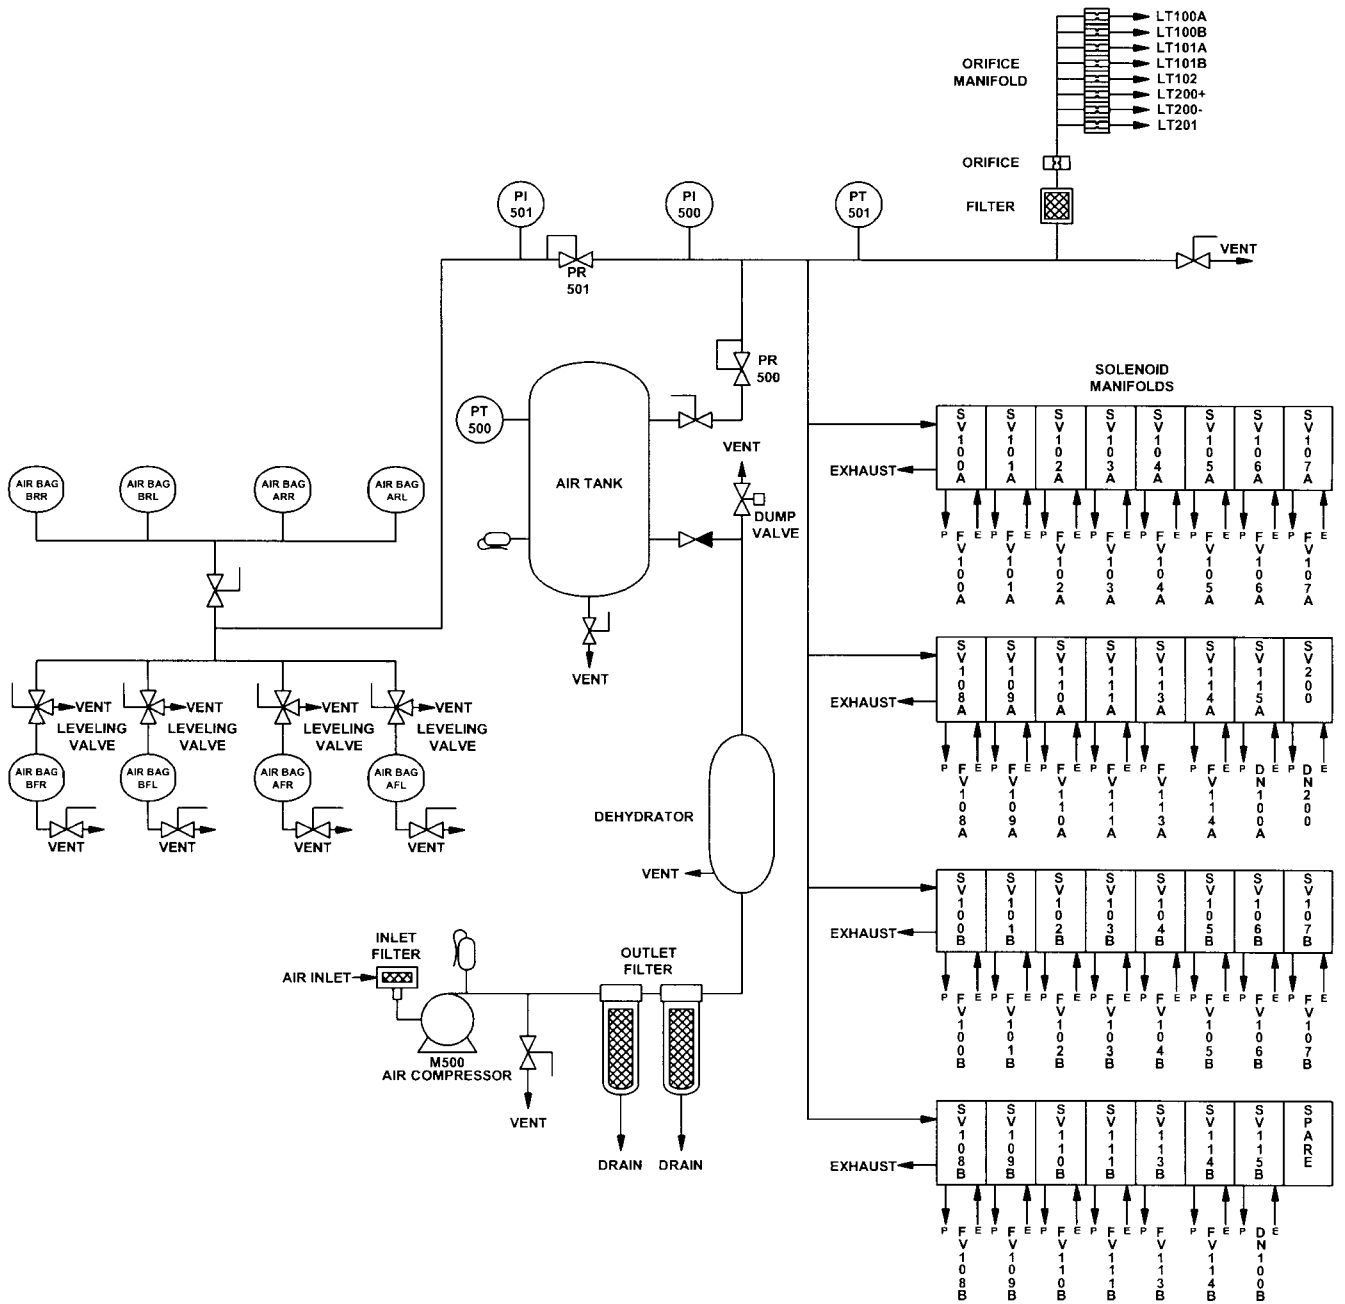 LT100A
LT100B
LT101A
LT101B
LT102
LT200+
LT200-
LT201
ORIFICE
MANIFOLD
ORIFICE
FILTER
PI
501
PI
500
PT
501
VENT
PR
501
PR
500
PT
500
AIR TANK
VENT
DUMP
VALVE
VENT
AIR BAG
BRR
AIR BAG
BRL
AIR BAG
ARR
AIR BAG
ARL
VENT
LEVELING
VALVE
VENT
LEVELING
VALVE
VENT
LEVELING
VALVE
VENT
LEVELING
VALVE
AIR BAG
BFR
AIR BAG
BFL
AIR BAG
AFR
AIR BAG
AFL
VENT
VENT
VENT
VENT
DEHYDRATOR
VENT
INLET
FILTER
AIR INLET
M500
AIR COMPRESSOR
VENT
OUTLET
FILTER
DRAIN
DRAIN
SOLENOID
MANIFOLDS
SV100A
SV101A
SV102A
SV103A
SV104A
SV105A
SV106A
SV107A
EXHAUST
P E P E P E P E P E P E P E P E
FV100A
FV101A
FV102A
FV103A
FV104A
FV105A
FV106A
FV107A
SV108A
SV109A
SV110A
SV111A
SV113A
SV114A
SV115A
SV200
EXHAUST
P E P E P E P E P P E P E P E
FV108A
FV109A
FV110A
FV111A
FV113A
FV114A
DN100A
DN200
SV100B
SV101B
SV102B
SV103B
SV104B
SV105B
SV106B
SV107B
EXHAUST
P E P E P E P E P E P E P E P E
FV100B
FV101B
FV102B
FV103B
FV104B
FV105B
FV106B
FV107B
SV108B
SV109B
SV110B
SV111B
SV113B
SV114B
SV115B
SPARE
EXHAUST
P E P E P E P E P P E P E
FV108B
FV109B
FV110B
FV111B
FV113B
FV114B
DN100B